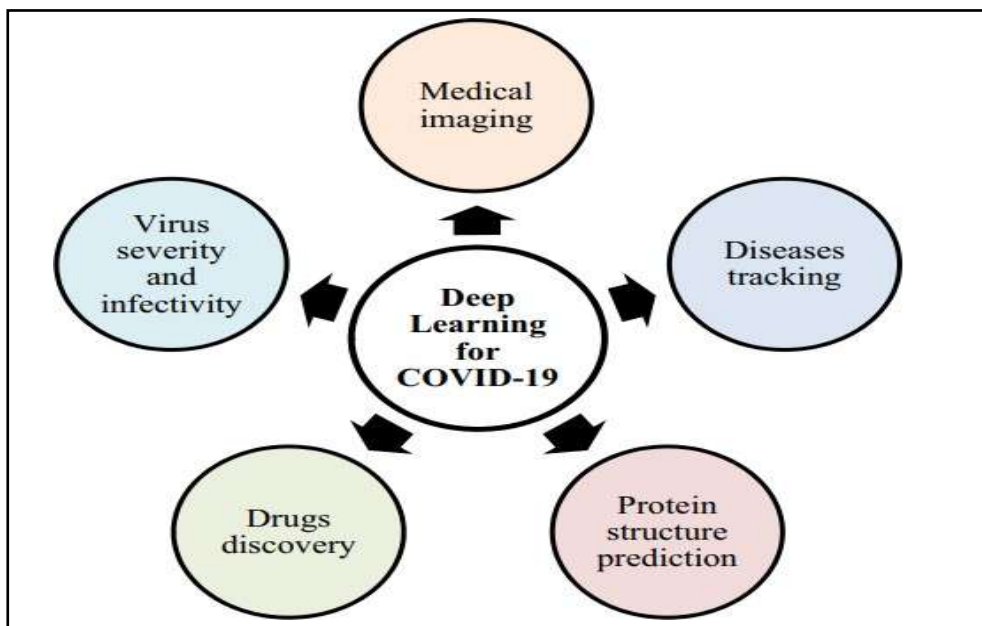 Medical
imaging
Virus
severity
and
infectivity
Diseases
tracking
Deep
Learning
for
COVID-19
Drugs
discovery
Protein
structure
prediction